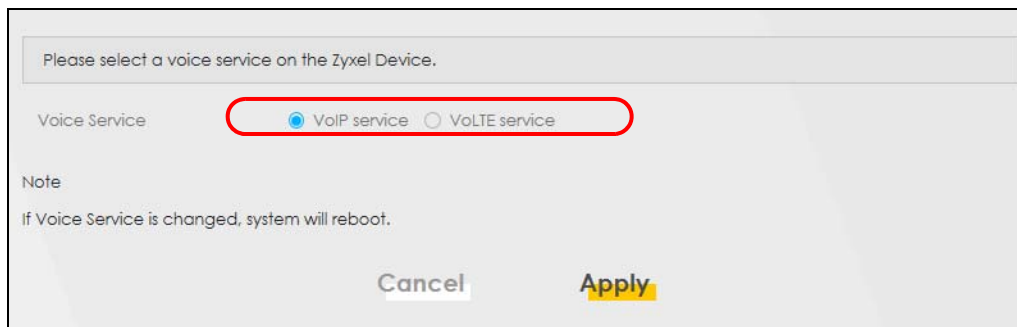 Please select a voice service on the Zyxel Device.
Voice Service VoIP service VoLTE service
Note
If Voice Service is changed, system will reboot.
Cancel Apply